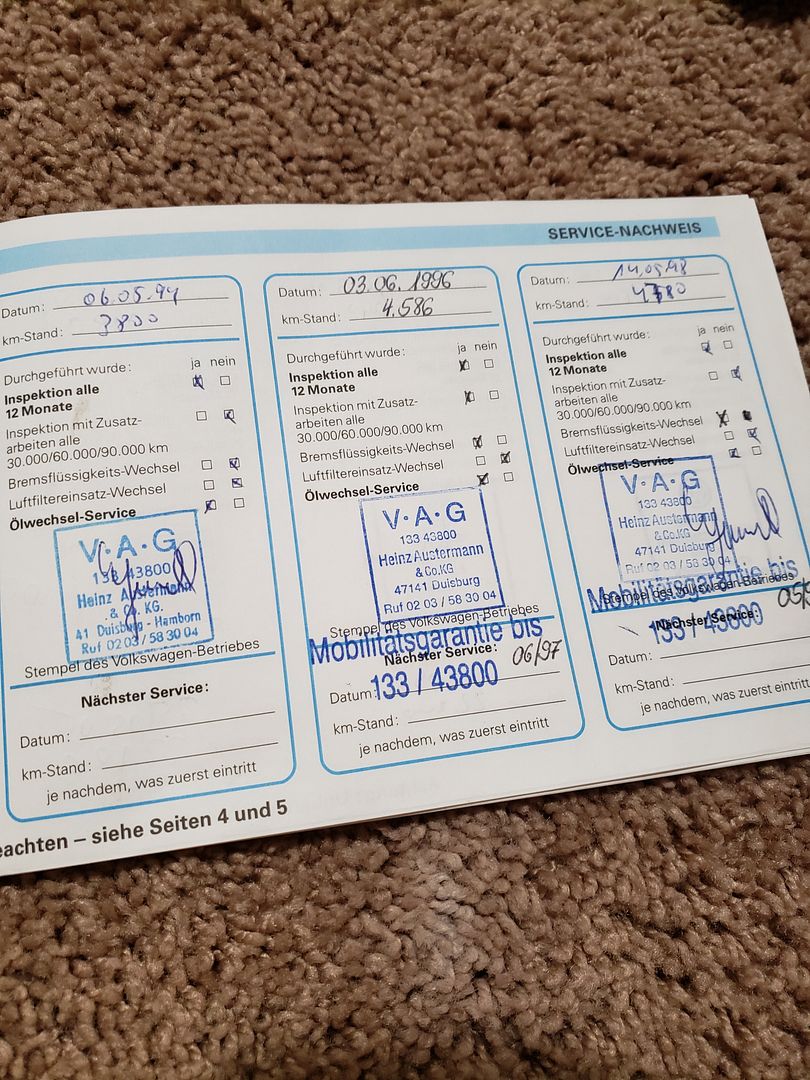 SERVICE-NACHWEIS
Datum: 06.05.94
km-Stand: 3800
Durchgeführt wurde: ja nein
Inspektion alle
12 Monate
Inspektion mit Zusatz-
arbeiten alle
30.000/60.000/90.000 km
Bremsflüssigkeits-Wechsel
Luftfiltereinsatz-Wechsel
Ölwechsel-Service
V·A·G
133 43800
Heinz Austermann
& Co. KG.
41 Duisburg - Hamborn
Ruf 0203/58 30 04
Stempel des Volkswagen-Betriebes
Nächster Service:
Datum:
km-Stand:
je nachdem, was zuerst eintritt
Datum: 03.06.1996
km-Stand: 4.586
Durchgeführt wurde: ja nein
Inspektion alle
12 Monate
Inspektion mit Zusatz-
arbeiten alle
30.000/60.000/90.000 km
Bremsflüssigkeits-Wechsel
Luftfiltereinsatz-Wechsel
Ölwechsel-Service
V·A·G
133 43800
Heinz Austermann
& Co.KG
47141 Duisburg
Ruf 02 03 / 58 30 04
Stempel des Volkswagen-Betriebes
Mobilitätsgarantie bis
Nächster Service: 06/97
Datum: 133 / 43800
km-Stand:
je nachdem, was zuerst eintritt
Datum: 14.05.98
km-Stand:
Durchgeführt wurde: ja nein
Inspektion alle
12 Monate
Inspektion mit Zusatz-
arbeiten alle
30.000/60.000/90.000 km
Bremsflüssigkeits-Wechsel
Luftfiltereinsatz-Wechsel
Ölwechsel-Service
V·A·G
133 43800
Heinz Austermann
& Co.KG
47141 Duisburg
Ruf 02 03 / 58 30 04
Stempel des Volkswagen-Betriebes
Mobilitätsgarantie bis
Nächster Service: 05/
133 / 43800
Datum:
km-Stand:
je nachdem, was zuerst eintritt
eachten – siehe Seiten 4 und 5